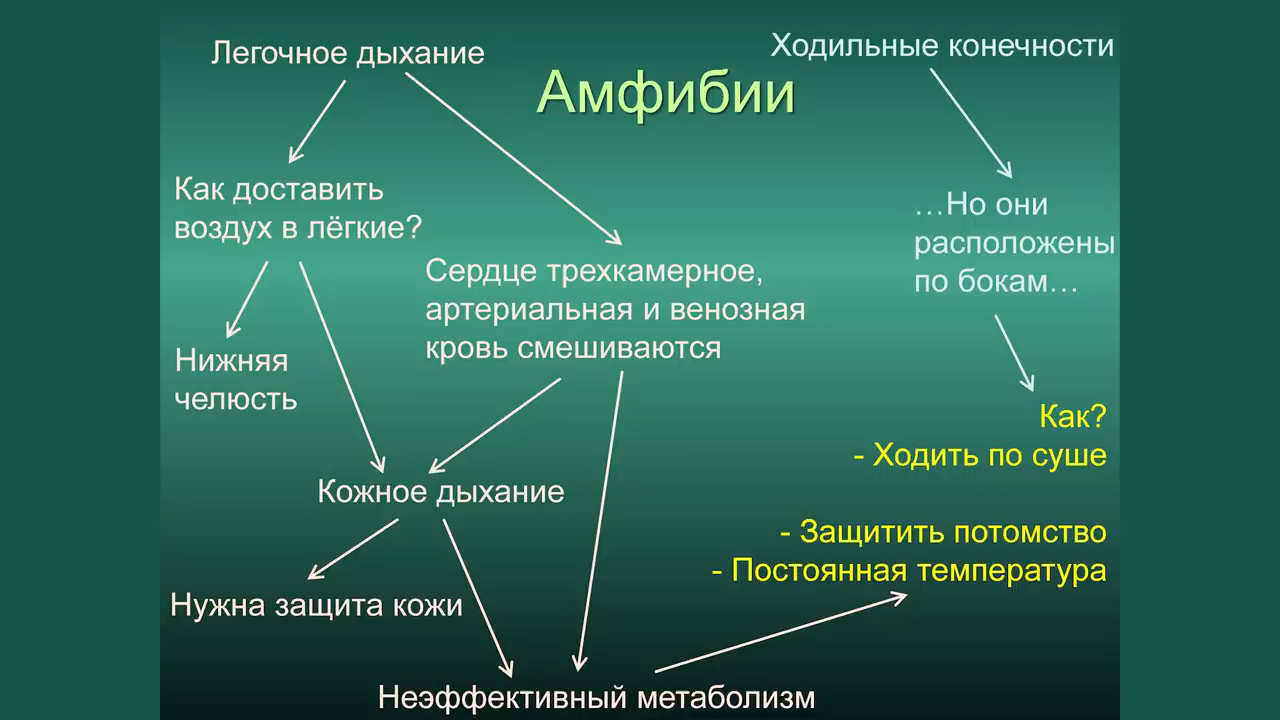 Легочное дыхание
Ходильные конечности
Амфибии
Как доставить
воздух в лёгкие?
…Но они
расположены
по бокам…
Сердце трехкамерное,
артериальная и венозная
кровь смешиваются
Нижняя
челюсть
Как?
- Ходить по суше
Кожное дыхание
- Защитить потомство
- Постоянная температура
Нужна защита кожи
Неэффективный метаболизм